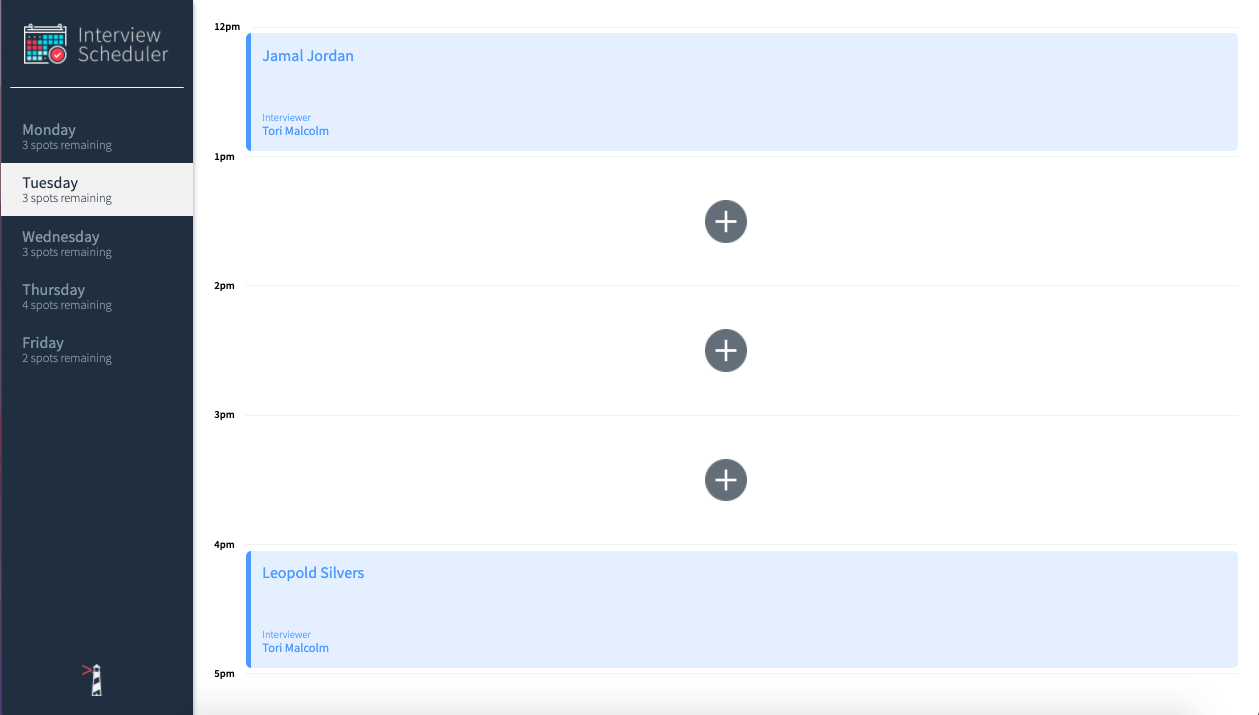 Interview
Scheduler
Monday
3 spots remaining
Tuesday
3 spots remaining
Wednesday
3 spots remaining
Thursday
4 spots remaining
Friday
2 spots remaining
12pm
Jamal Jordan
Interviewer
Tori Malcolm
1pm
2pm
3pm
4pm
Leopold Silvers
Interviewer
Tori Malcolm
5pm